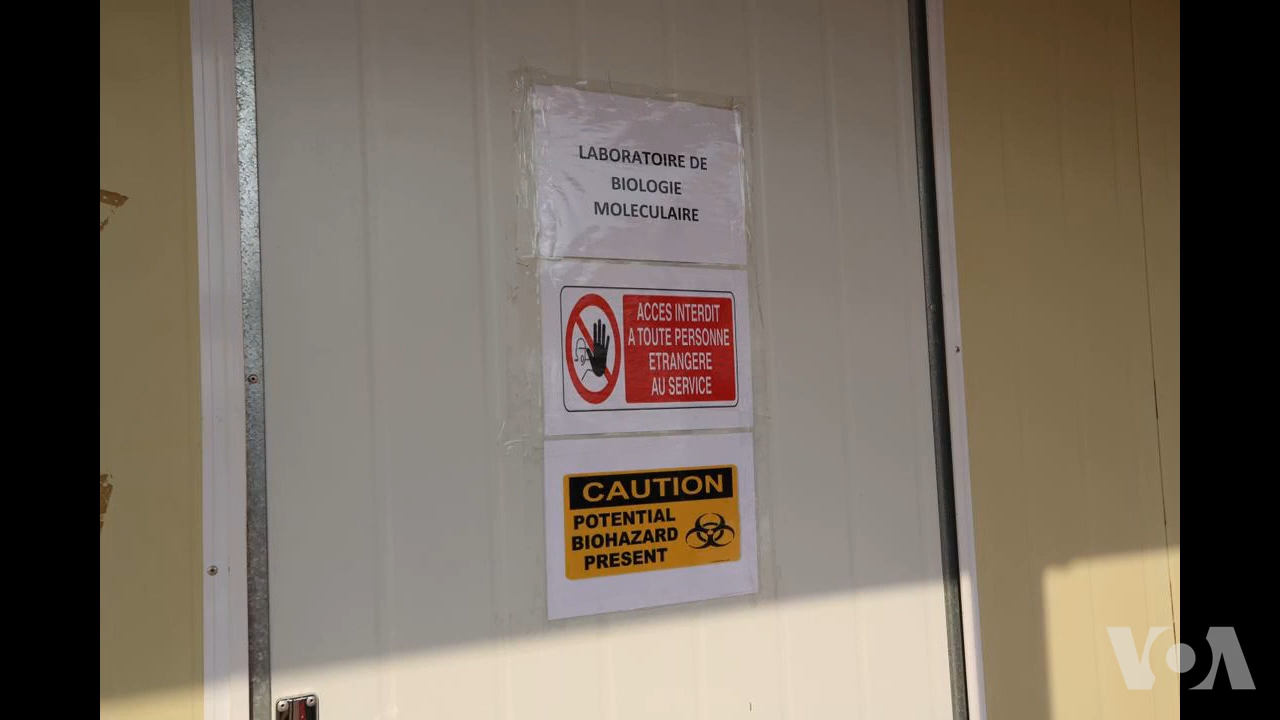 LABORATOIRE DE
BIOLOGIE
MOLECULAIRE
ACCES INTERDIT
A TOUTE PERSONNE
ETRANGERE
AU SERVICE
CAUTION
POTENTIAL
BIOHAZARD
PRESENT
VOA